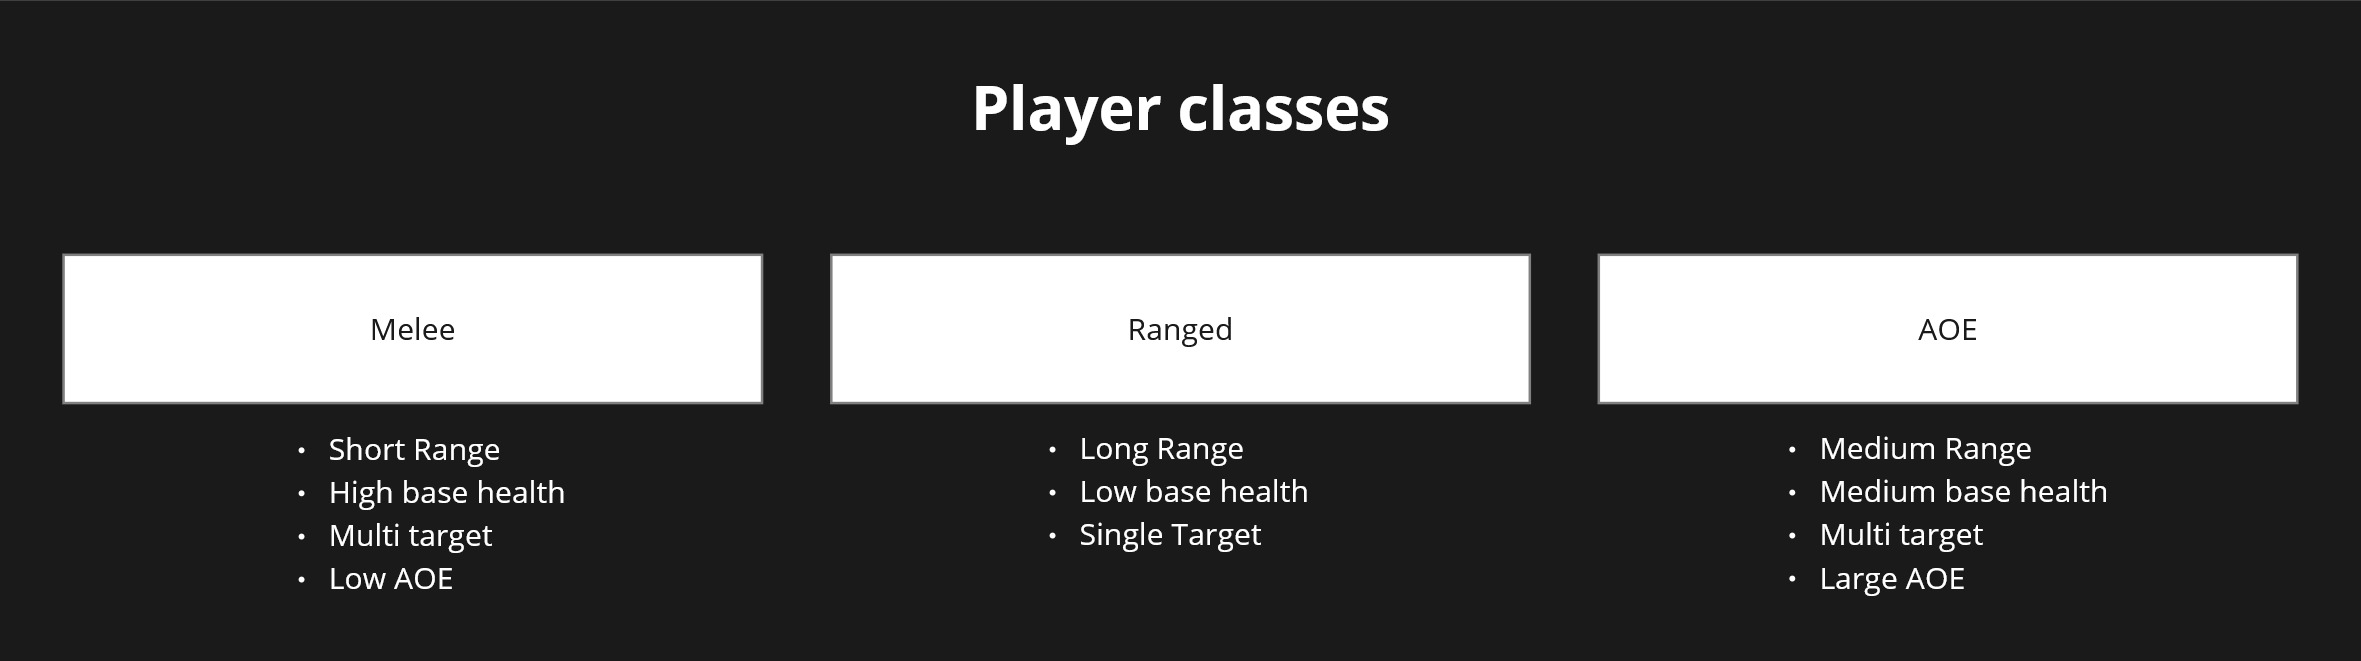 Player classes
Melee
Ranged
AOE
• Short Range
• High base health
• Multi target
• Low AOE
• Long Range
• Low base health
• Single Target
• Medium Range
• Medium base health
• Multi target
• Large AOE